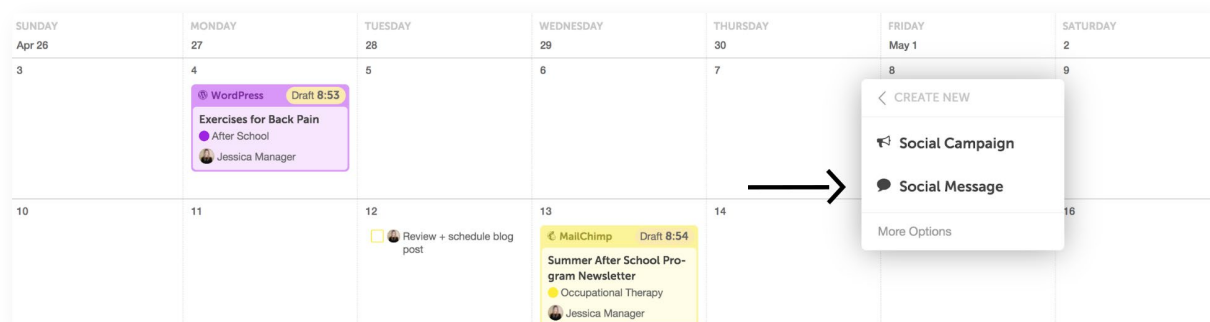 SUNDAY MONDAY TUESDAY WEDNESDAY THURSDAY FRIDAY SATURDAY
Apr 26 27 28 29 30 May 1 2
3 4 5 6 7 8 9
WordPress Draft 8:53
Exercises for Back Pain
After School
Jessica Manager
CREATE NEW
Social Campaign
Social Message
More Options
10 11 12 13 14 16
Review + schedule blog
post
MailChimp Draft 8:54
Summer After School Pro-
gram Newsletter
Occupational Therapy
Jessica Manager